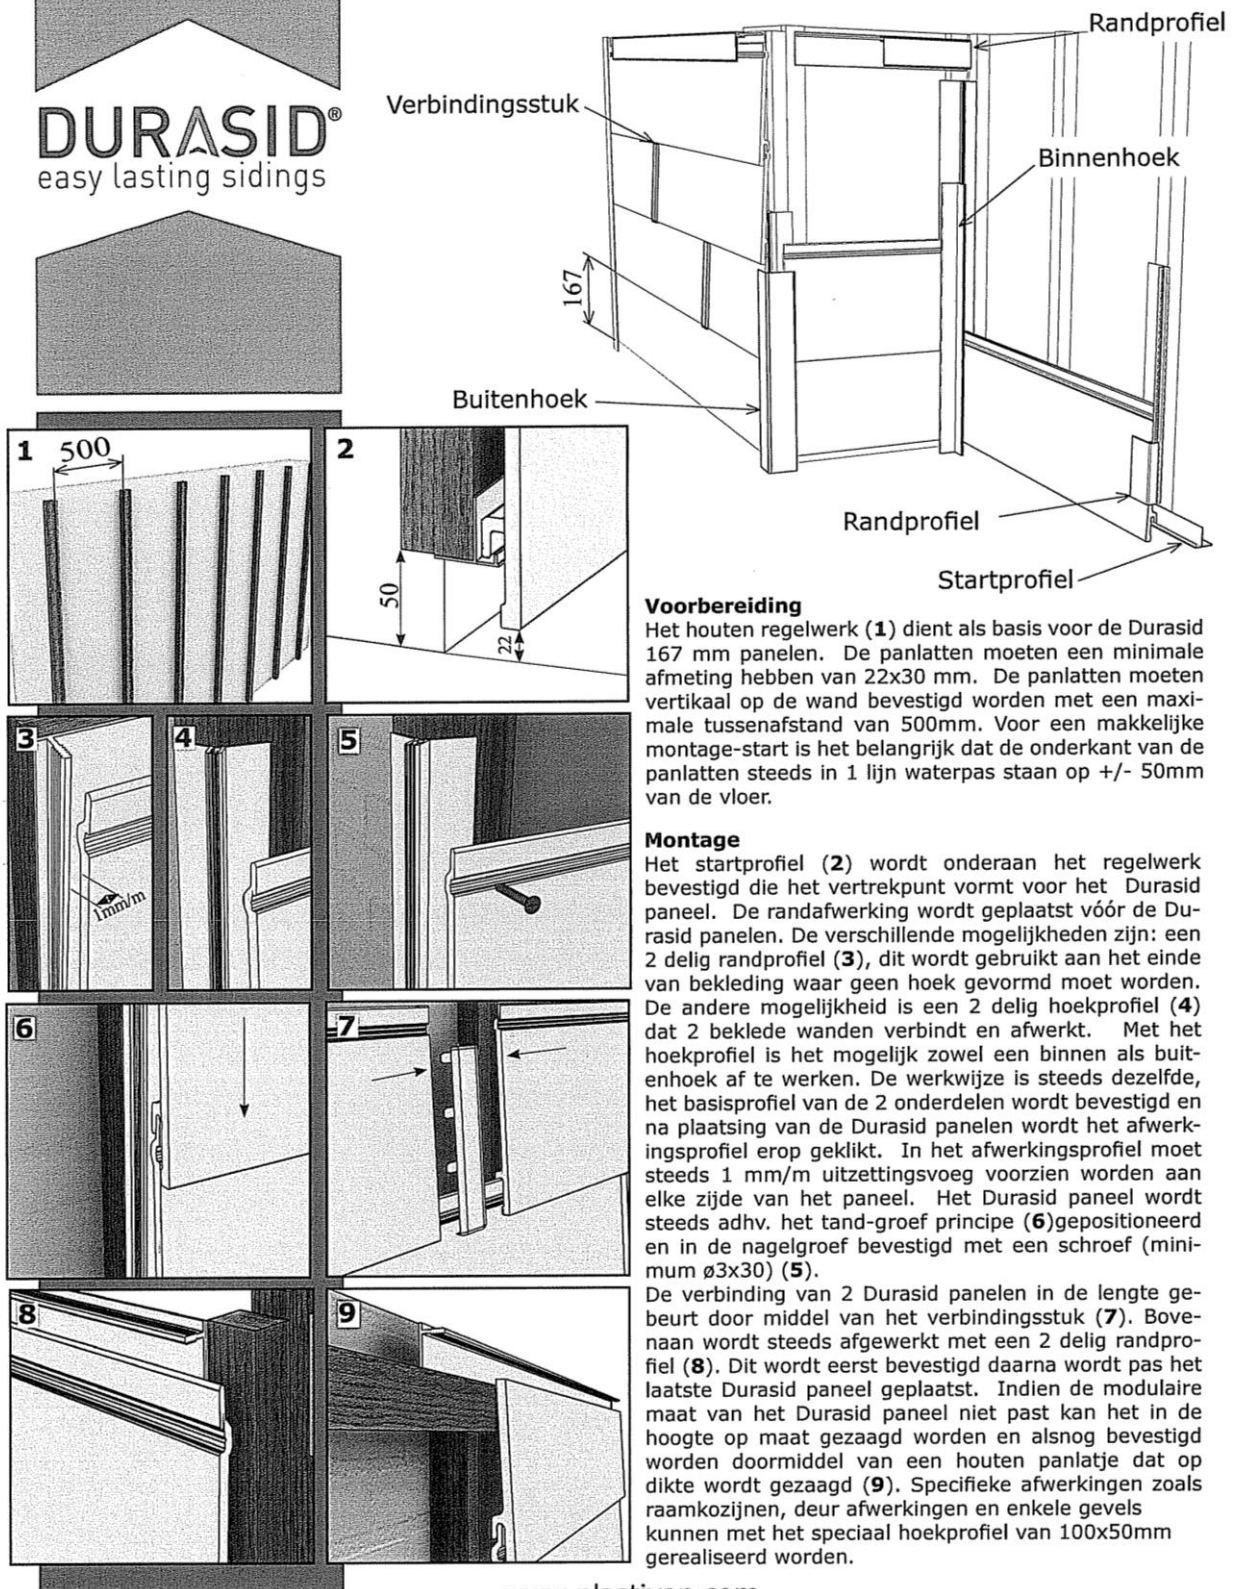 DURASID®
easy lasting sidings
Randprofiel
Verbindingsstuk
Binnenhoek
167
Buitenhoek
Randprofiel
Startprofiel
1
500
2
50
22
3
1mm/m
4
5
6
7
8
9
Voorbereiding
Het houten regelwerk (1) dient als basis voor de Durasid
167 mm panelen. De panlatten moeten een minimale
afmeting hebben van 22x30 mm. De panlatten moeten
vertikaal op de wand bevestigd worden met een maxi-
male tussenafstand van 500mm. Voor een makkelijke
montage-start is het belangrijk dat de onderkant van de
panlatten steeds in 1 lijn waterpas staan op +/- 50mm
van de vloer.
Montage
Het startprofiel (2) wordt onderaan het regelwerk
bevestigd die het vertrekpunt vormt voor het Durasid
paneel. De randafwerking wordt geplaatst vóór de Du-
rasid panelen. De verschillende mogelijkheden zijn: een
2 delig randprofiel (3), dit wordt gebruikt aan het einde
van bekleding waar geen hoek gevormd moet worden.
De andere mogelijkheid is een 2 delig hoekprofiel (4)
dat 2 beklede wanden verbindt en afwerkt. Met het
hoekprofiel is het mogelijk zowel een binnen als buit-
enhoek af te werken. De werkwijze is steeds dezelfde,
het basisprofiel van de 2 onderdelen wordt bevestigd en
na plaatsing van de Durasid panelen wordt het afwerk-
ingsprofiel erop geklikt. In het afwerkingsprofiel moet
steeds 1 mm/m uitzettingsvoeg voorzien worden aan
elke zijde van het paneel. Het Durasid paneel wordt
steeds adhv. het tand-groef principe (6)gepositioneerd
en in de nagelgroef bevestigd met een schroef (mini-
mum ø3x30) (5).
De verbinding van 2 Durasid panelen in de lengte ge-
beurt door middel van het verbindingsstuk (7). Bove-
naan wordt steeds afgewerkt met een 2 delig randpro-
fiel (8). Dit wordt eerst bevestigd daarna wordt pas het
laatste Durasid paneel geplaatst. Indien de modulaire
maat van het Durasid paneel niet past kan het in de
hoogte op maat gezaagd worden en alsnog bevestigd
worden doormiddel van een houten panlatje dat op
dikte wordt gezaagd (9). Specifieke afwerkingen zoals
raamkozijnen, deur afwerkingen en enkele gevels
kunnen met het speciaal hoekprofiel van 100x50mm
gerealiseerd worden.